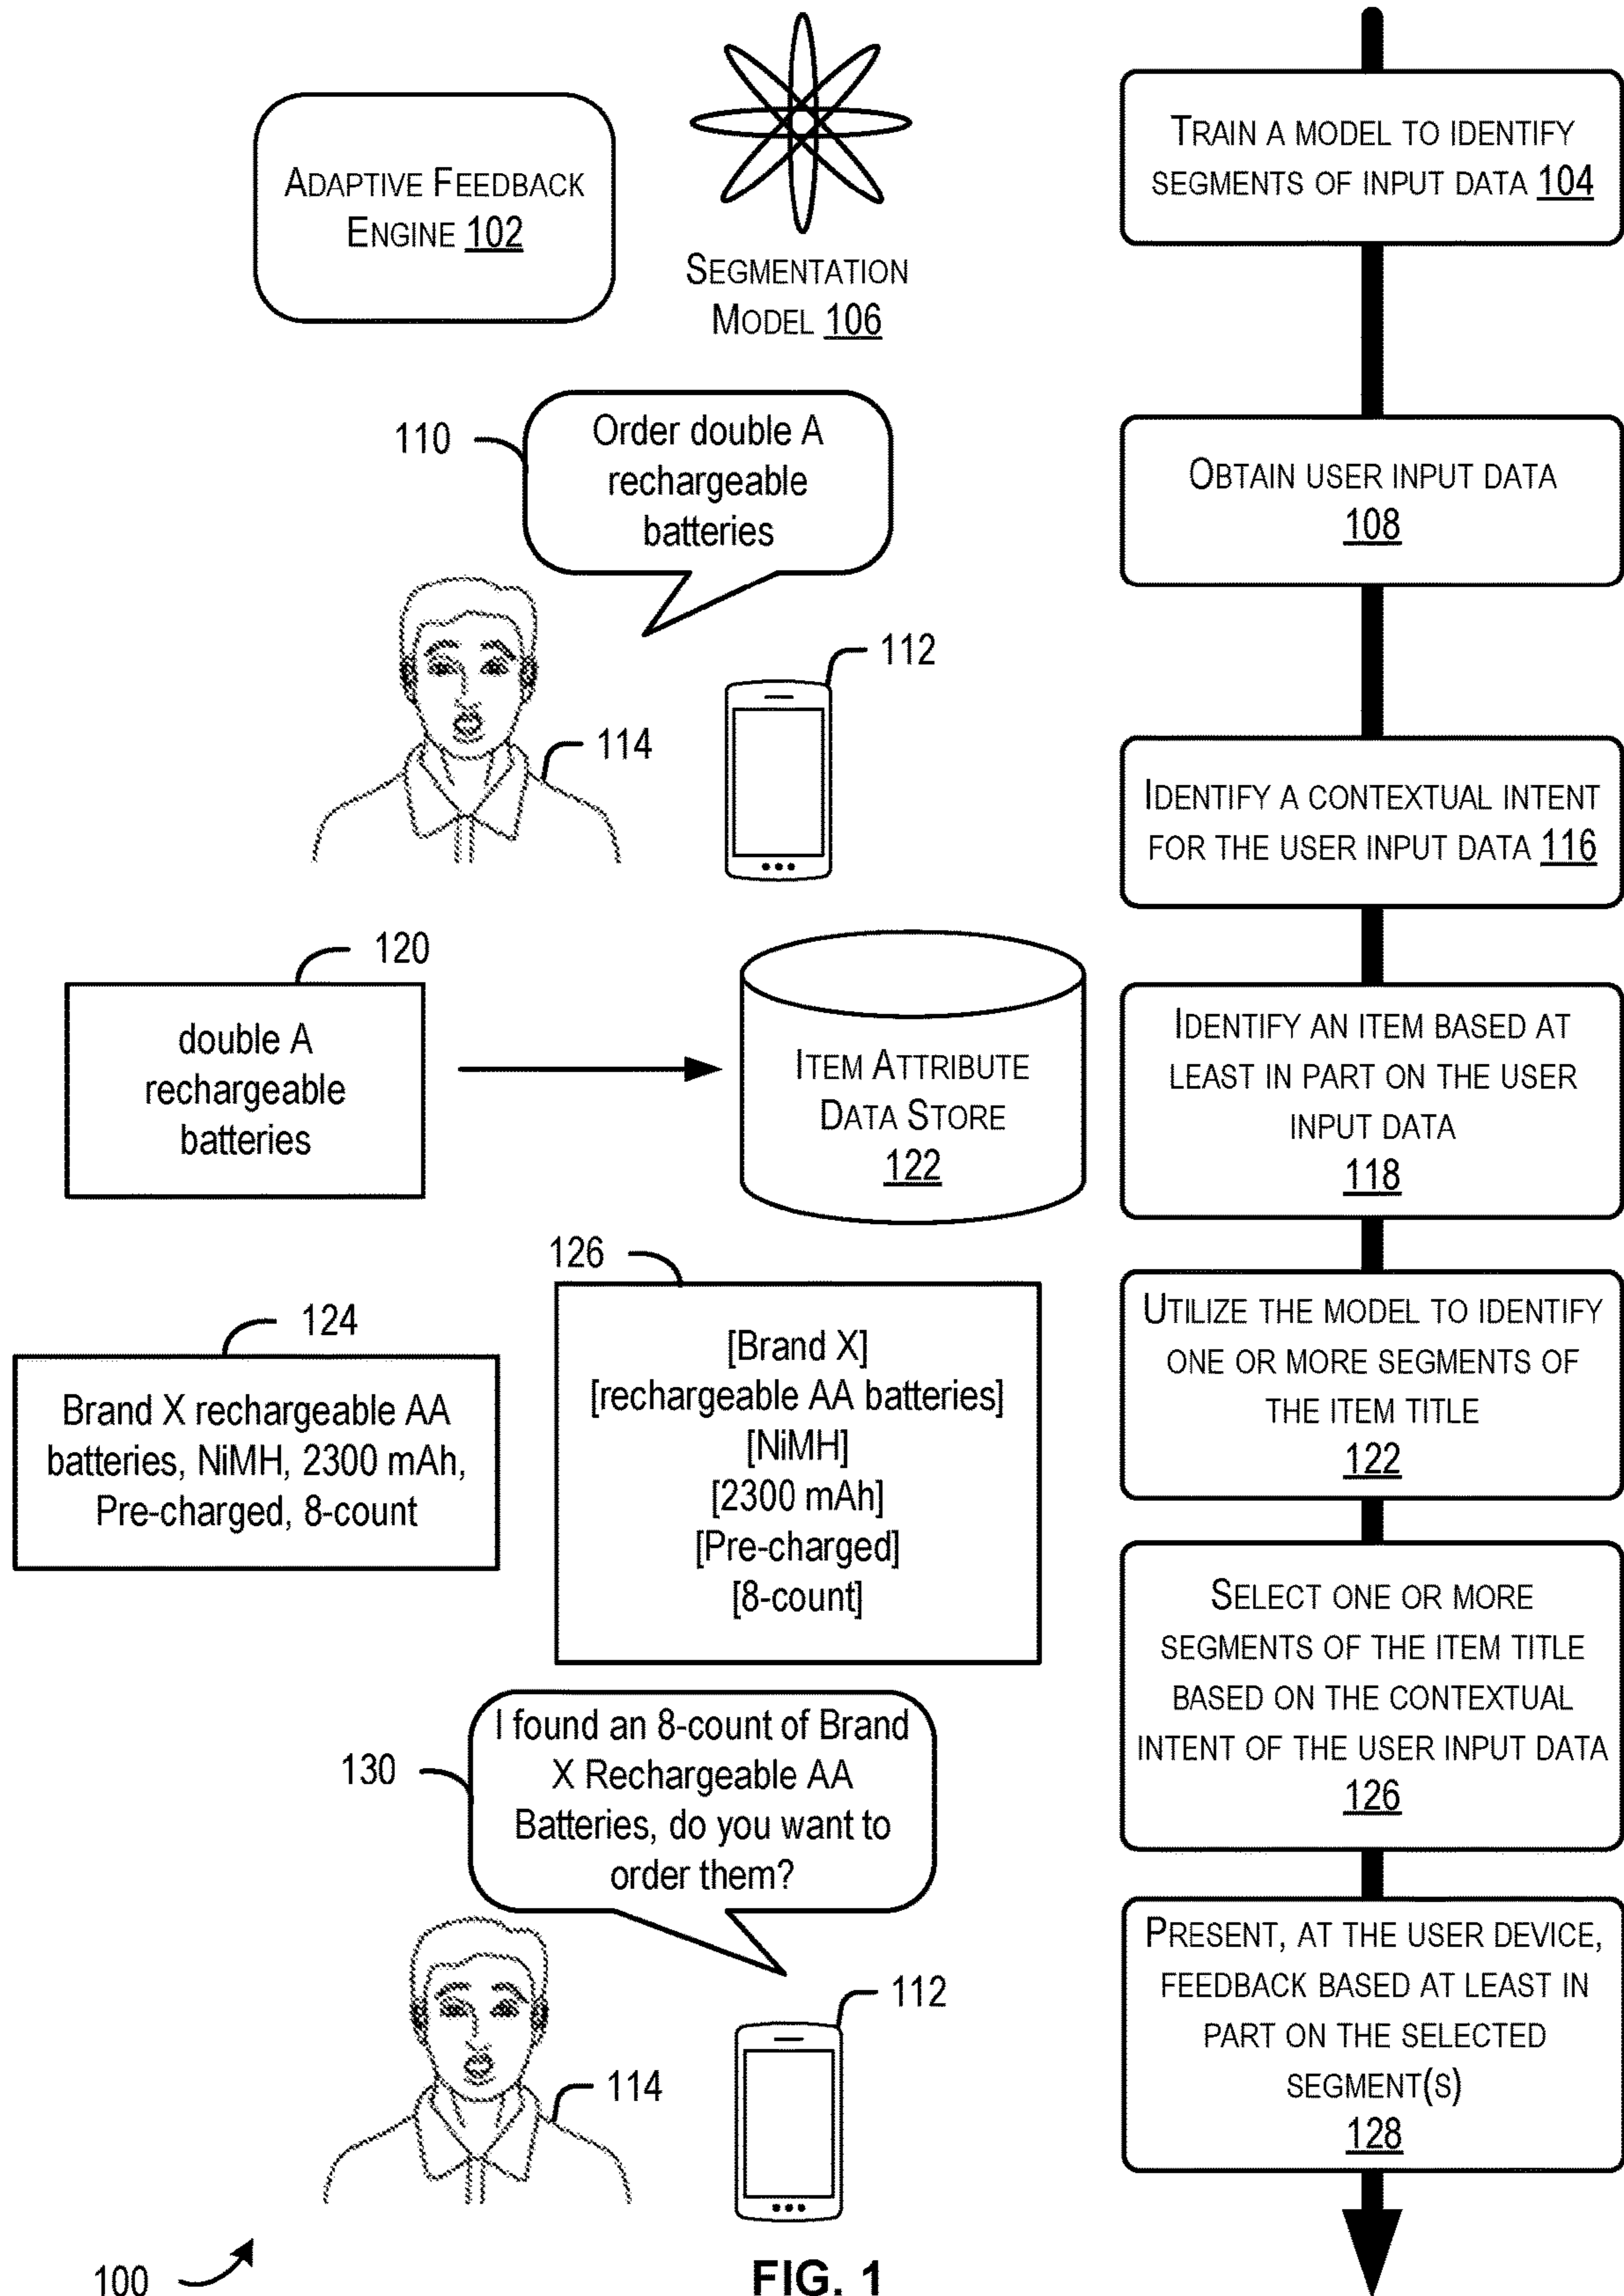 ADAPTIVE FEEDBACK
ENGINE 102
SEGMENTATION
MODEL 106
TRAIN A MODEL TO IDENTIFY
SEGMENTS OF INPUT DATA 104
110
Order double A
rechargeable
batteries
OBTAIN USER INPUT DATA
108
112
114
IDENTIFY A CONTEXTUAL INTENT
FOR THE USER INPUT DATA 116
120
double A
rechargeable
batteries
ITEM ATTRIBUTE
DATA STORE
122
IDENTIFY AN ITEM BASED AT
LEAST IN PART ON THE USER
INPUT DATA
118
124
Brand X rechargeable AA
batteries, NiMH, 2300 mAh,
Pre-charged, 8-count
126
[Brand X]
[rechargeable AA batteries]
[NiMH]
[2300 mAh]
[Pre-charged]
[8-count]
UTILIZE THE MODEL TO IDENTIFY
ONE OR MORE SEGMENTS OF
THE ITEM TITLE
122
SELECT ONE OR MORE
SEGMENTS OF THE ITEM TITLE
BASED ON THE CONTEXTUAL
INTENT OF THE USER INPUT DATA
126
130
I found an 8-count of Brand
X Rechargeable AA
Batteries, do you want to
order them?
112
114
PRESENT, AT THE USER DEVICE,
FEEDBACK BASED AT LEAST IN
PART ON THE SELECTED
SEGMENT(S)
128
100
FIG. 1